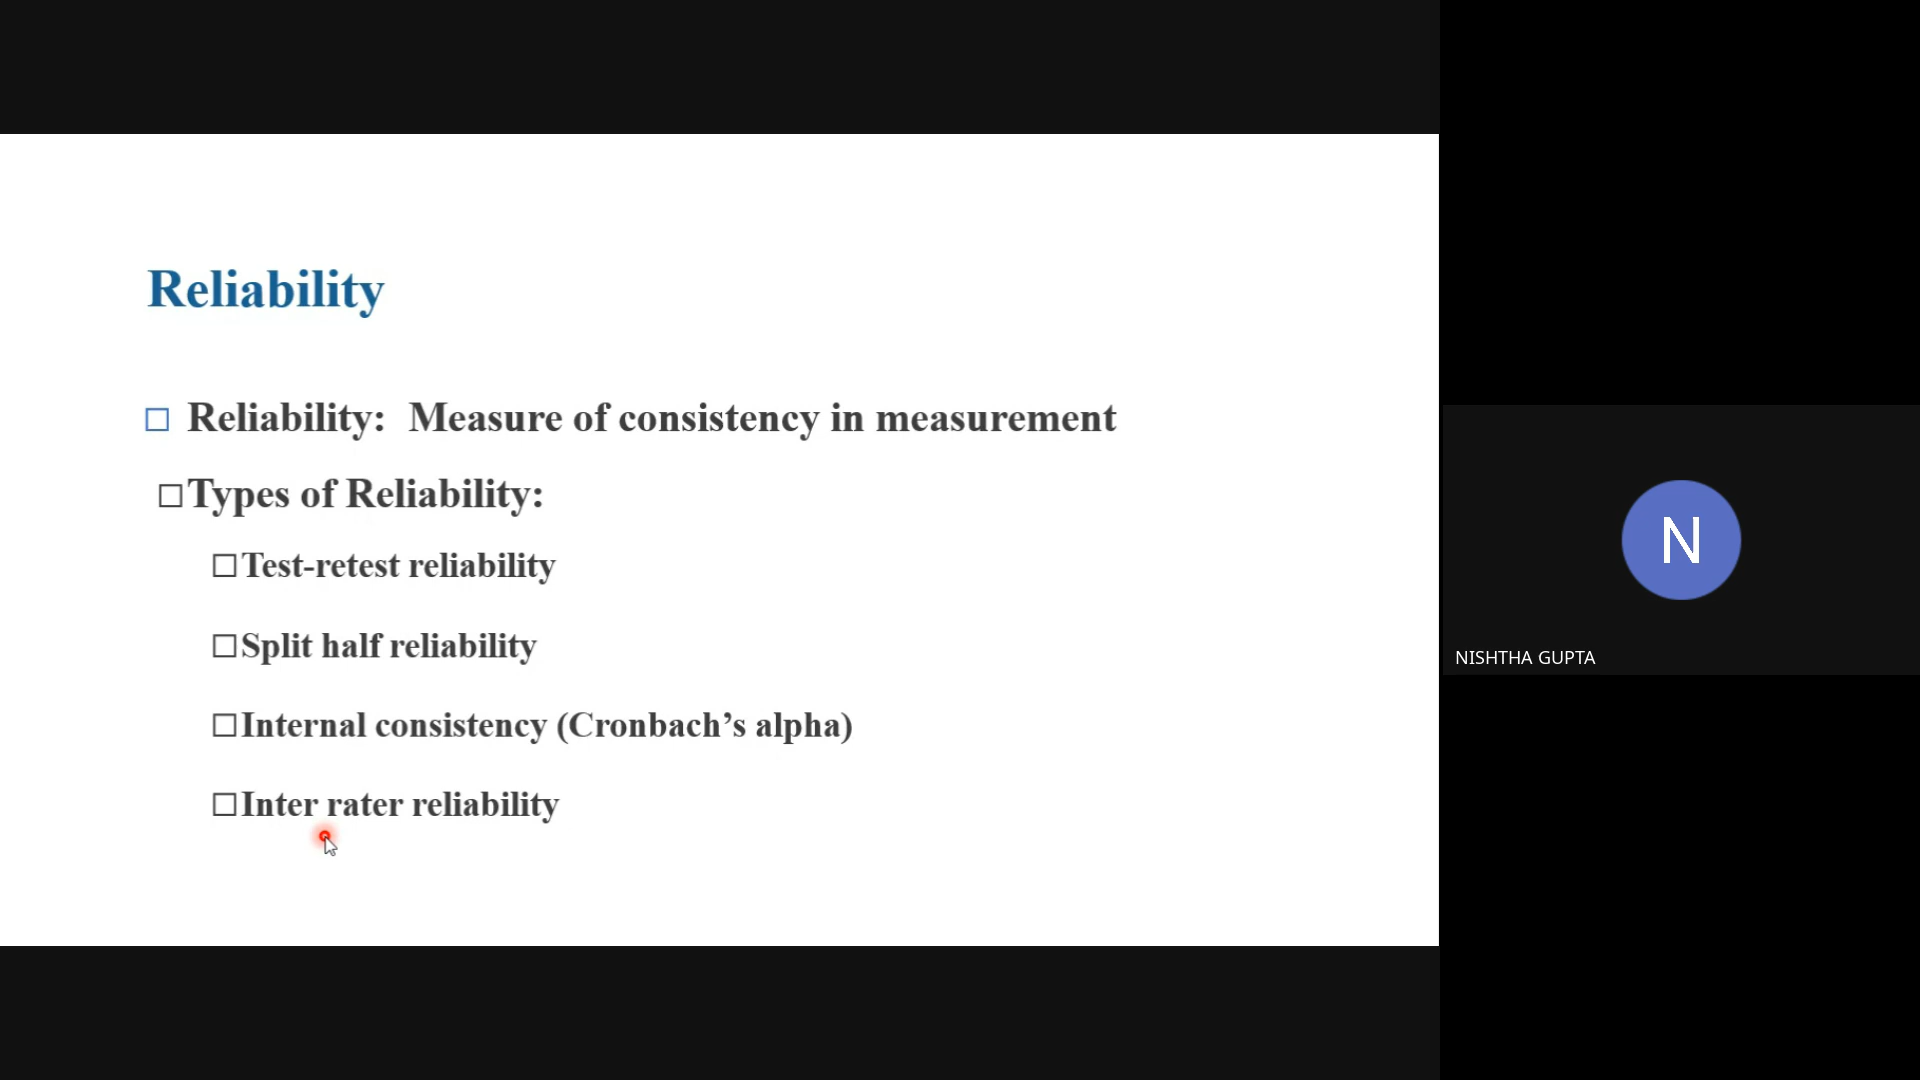 Reliability
□ Reliability: Measure of consistency in measurement
□Types of Reliability:
□Test-retest reliability
□Split half reliability
□Internal consistency (Cronbach’s alpha)
□Inter rater reliability
N
NISHTHA GUPTA